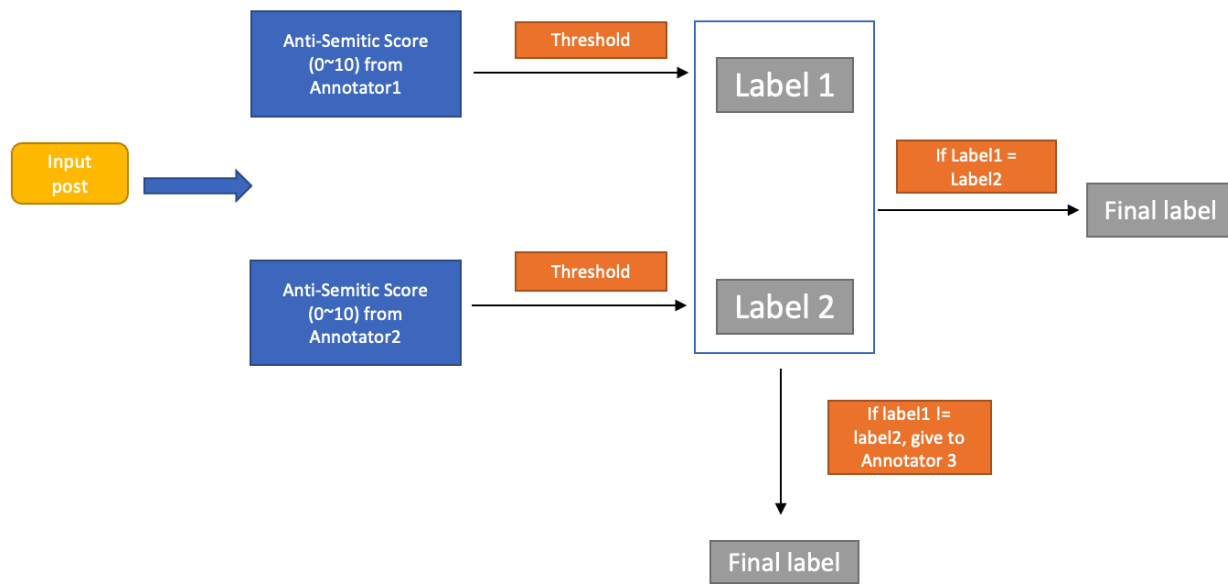 Anti-Semitic Score
(0~10) from
Annotator1
Threshold
Label 1
Input
post
If Label1 =
Label2
Final label
Anti-Semitic Score
(0~10) from
Annotator2
Threshold
Label 2
If label1 !=
label2, give to
Annotator 3
Final label